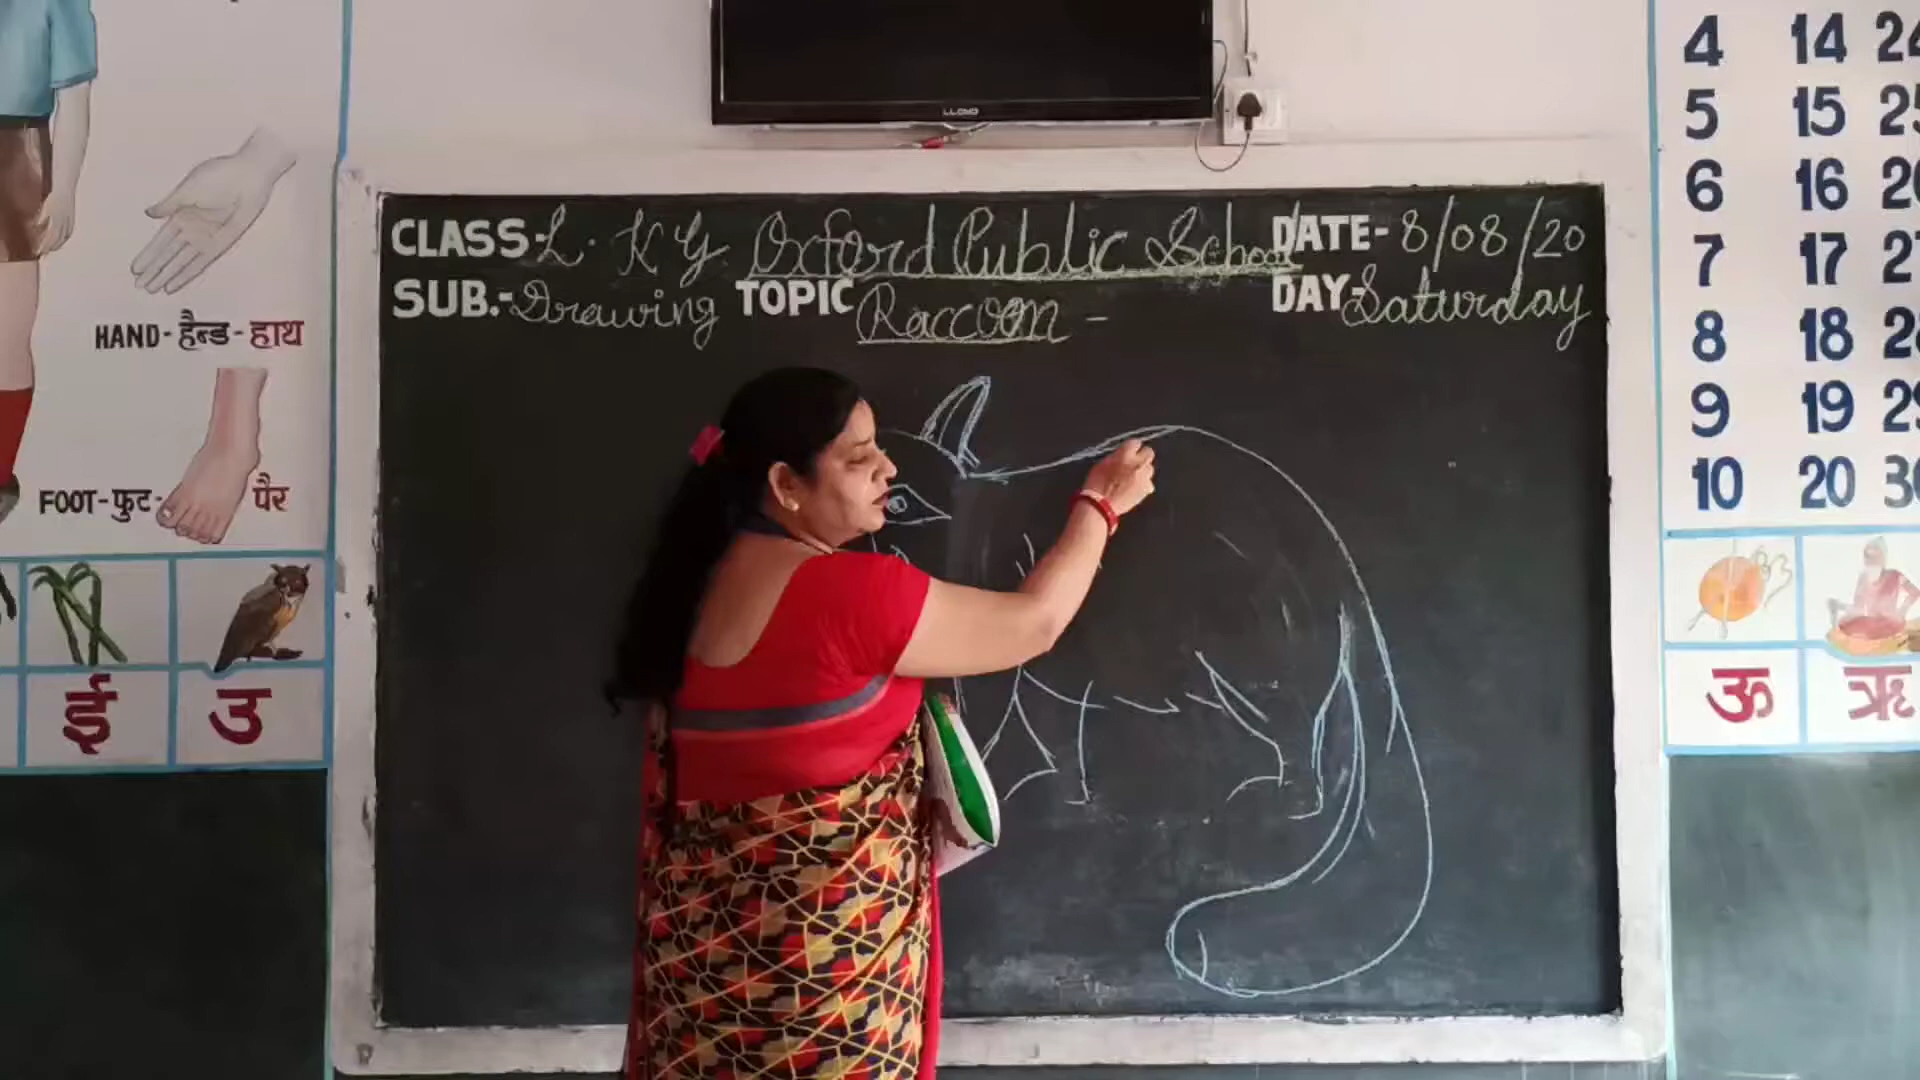 LLOYD
CLASS:- L.K.G Oxford Public School DATE- 8/08/20
SUB.- Drawing TOPIC Raccoon - DAY- Saturday
HAND - हैन्ड - हाथ
FOOT - फुट - पैर
ई उ
4 14 24
5 15 25
6 16 26
7 17 27
8 18 28
9 19 29
10 20 30
ऊ ऋ